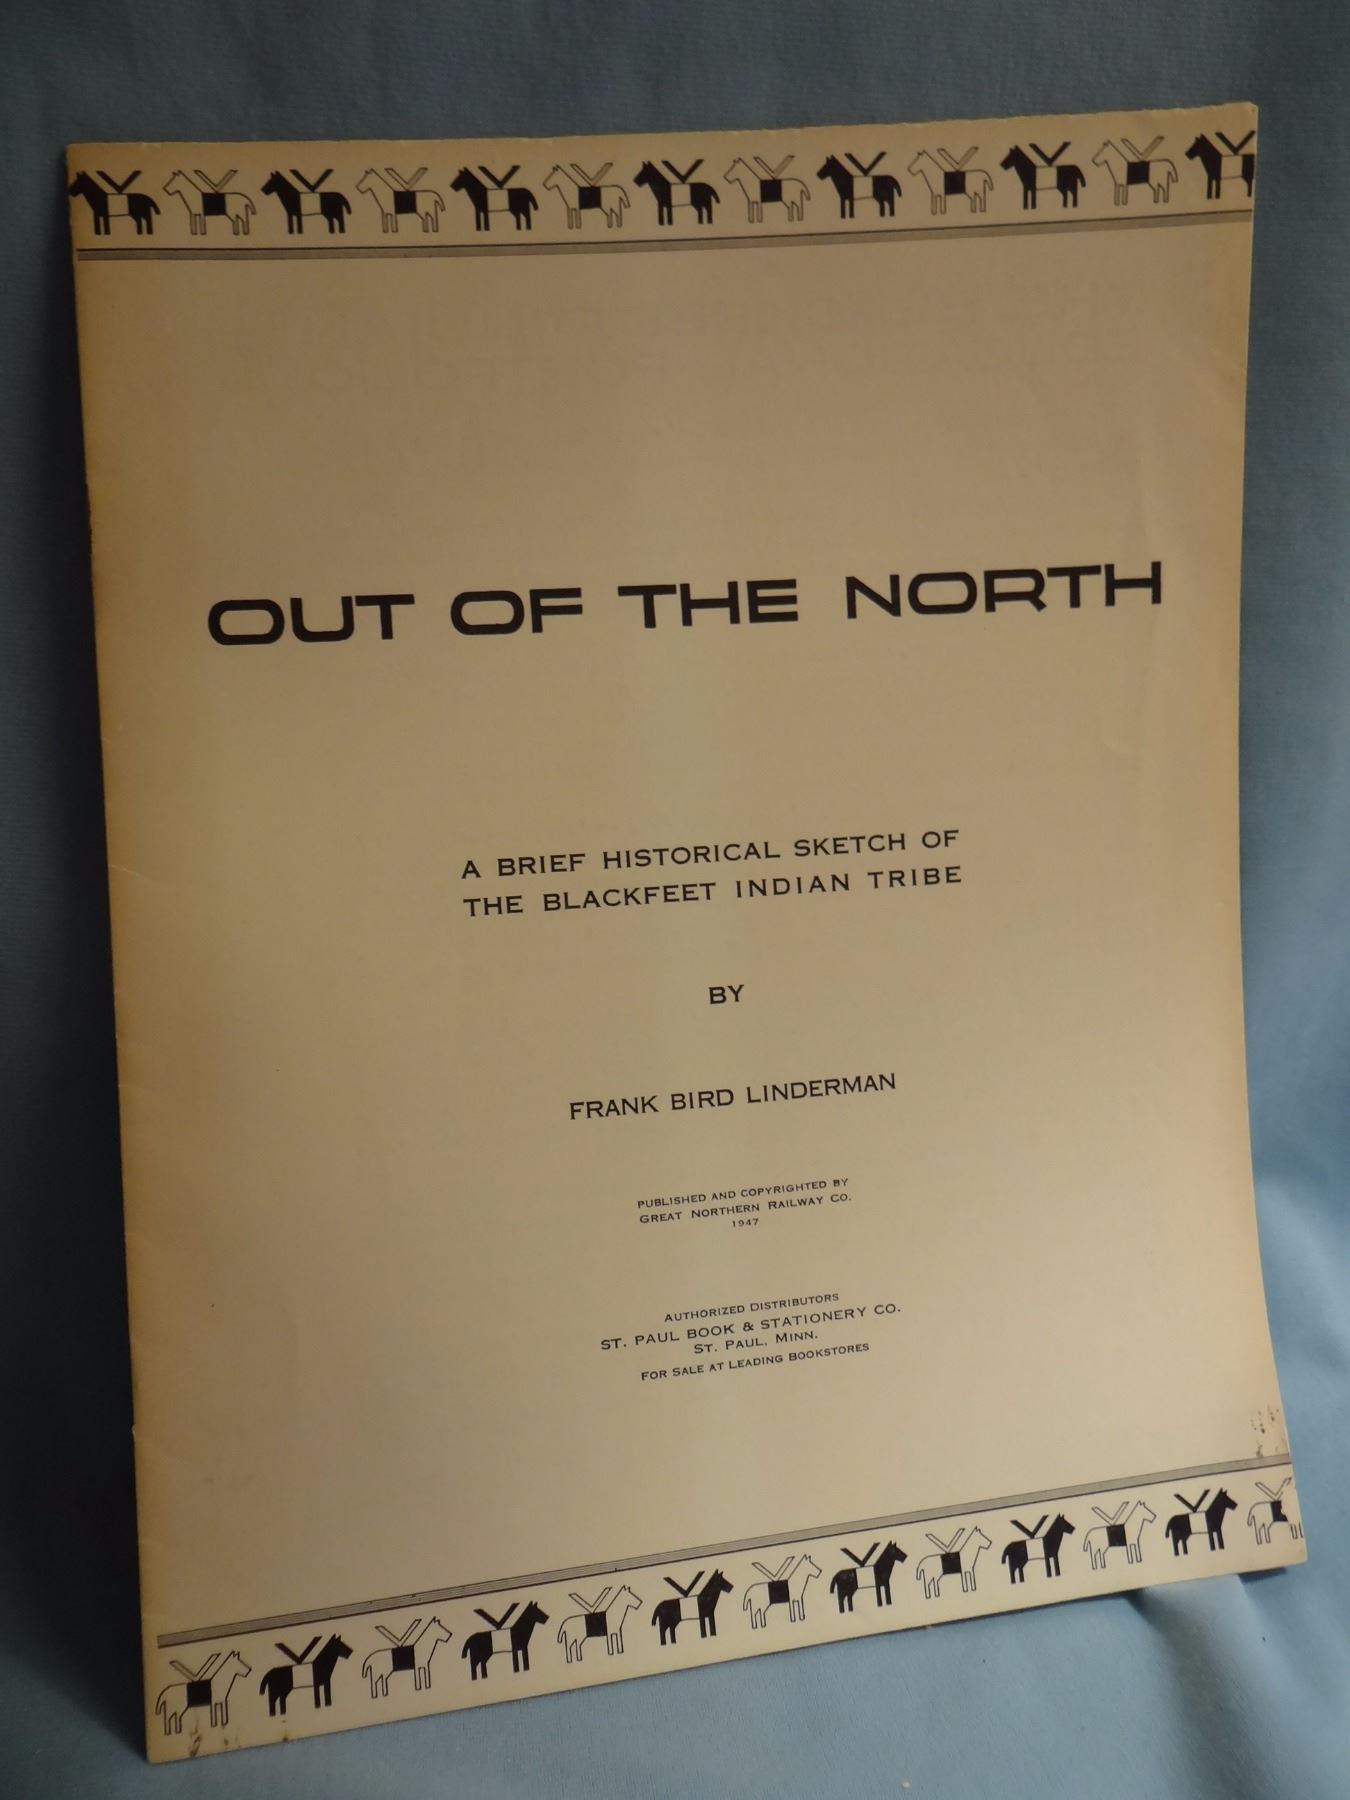 OUT OF THE NORTH
A BRIEF HISTORICAL SKETCH OF
THE BLACKFEET INDIAN TRIBE
BY
FRANK BIRD LINDERMAN
PUBLISHED AND COPYRIGHTED BY
GREAT NORTHERN RAILWAY CO.
1947
AUTHORIZED DISTRIBUTORS
ST. PAUL BOOK & STATIONERY CO.
ST. PAUL, MINN.
FOR SALE AT LEADING BOOKSTORES